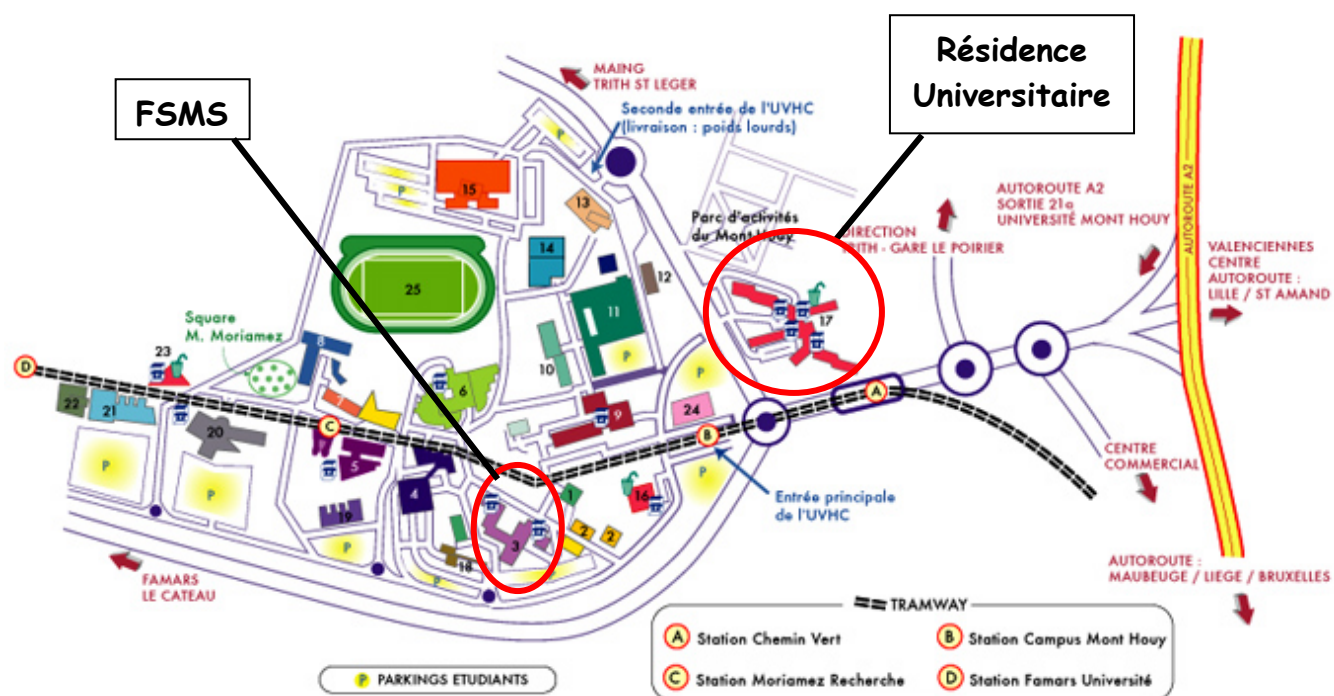 Résidence
Universitaire
FSMS
MAING
TRITH ST LEGER
Seconde entrée de l'UVHC
(livraison : poids lourds)
P
P
15
13
14
12
25
11
P
10
Parc d'activités
du Mont Houy
DIRECTION
TRITH - GARE LE POIRIER
AUTOROUTE A2
SORTIE 21a
UNIVERSITÉ MONT HOUY
AUTOROUTE A2
VALENCIENNES
CENTRE
AUTOROUTE :
LILLE / ST AMAND
17
Square
M. Moriamez
23
D
8
6
P
A
22
21
7
9
24
20
C
B
5
P
P
4
1
16
P
CENTRE
COMMERCIAL
Entrée principale
de l'UVHC
19
3
2
2
P
18
P
P
FAMARS
LE CATEAU
AUTOROUTE :
MAUBEUGE / LIEGE / BRUXELLES
TRAMWAY
A Station Chemin Vert
B Station Campus Mont Houy
C Station Moriamez Recherche
D Station Famars Université
P PARKINGS ETUDIANTS